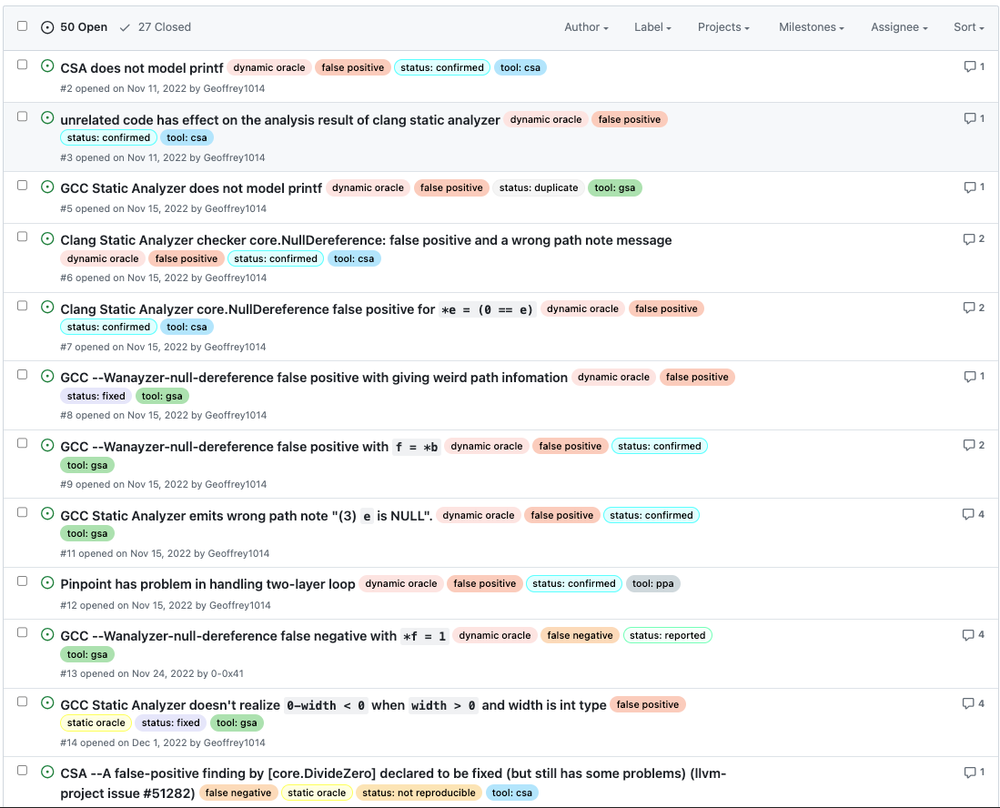 50 Open 27 Closed Author Label Projects Milestones Assignee Sort
CSA does not model printf dynamic oracle false positive status: confirmed tool: csa 1
#2 opened on Nov 11, 2022 by Geoffrey1014
unrelated code has effect on the analysis result of clang static analyzer dynamic oracle false positive 1
status: confirmed tool: csa
#3 opened on Nov 11, 2022 by Geoffrey1014
GCC Static Analyzer does not model printf dynamic oracle false positive status: duplicate tool: gsa 1
#5 opened on Nov 15, 2022 by Geoffrey1014
Clang Static Analyzer checker core.NullDereference: false positive and a wrong path note message 2
dynamic oracle false positive status: confirmed tool: csa
#6 opened on Nov 15, 2022 by Geoffrey1014
Clang Static Analyzer core.NullDereference false positive for *e = (0 == e) dynamic oracle false positive 2
status: confirmed tool: csa
#7 opened on Nov 15, 2022 by Geoffrey1014
GCC --Wanayzer-null-dereference false positive with giving weird path infomation dynamic oracle false positive 1
status: fixed tool: gsa
#8 opened on Nov 15, 2022 by Geoffrey1014
GCC --Wanayzer-null-dereference false positive with f = *b dynamic oracle false positive status: confirmed 2
tool: gsa
#9 opened on Nov 15, 2022 by Geoffrey1014
GCC Static Analyzer emits wrong path note "(3) e is NULL". dynamic oracle false positive status: confirmed 4
tool: gsa
#11 opened on Nov 15, 2022 by Geoffrey1014
Pinpoint has problem in handling two-layer loop dynamic oracle false positive status: confirmed tool: ppa
#12 opened on Nov 15, 2022 by Geoffrey1014
GCC --Wanalyzer-null-dereference false negative with *f = 1 dynamic oracle false negative status: reported 4
tool: gsa
#13 opened on Nov 24, 2022 by 0-0x41
GCC Static Analyzer doesn't realize 0-width < 0 when width > 0 and width is int type false positive 4
static oracle status: fixed tool: gsa
#14 opened on Dec 1, 2022 by Geoffrey1014
CSA --A false-positive finding by [core.DivideZero] declared to be fixed (but still has some problems) (llvm- 1
project issue #51282) false negative static oracle status: not reproducible tool: csa